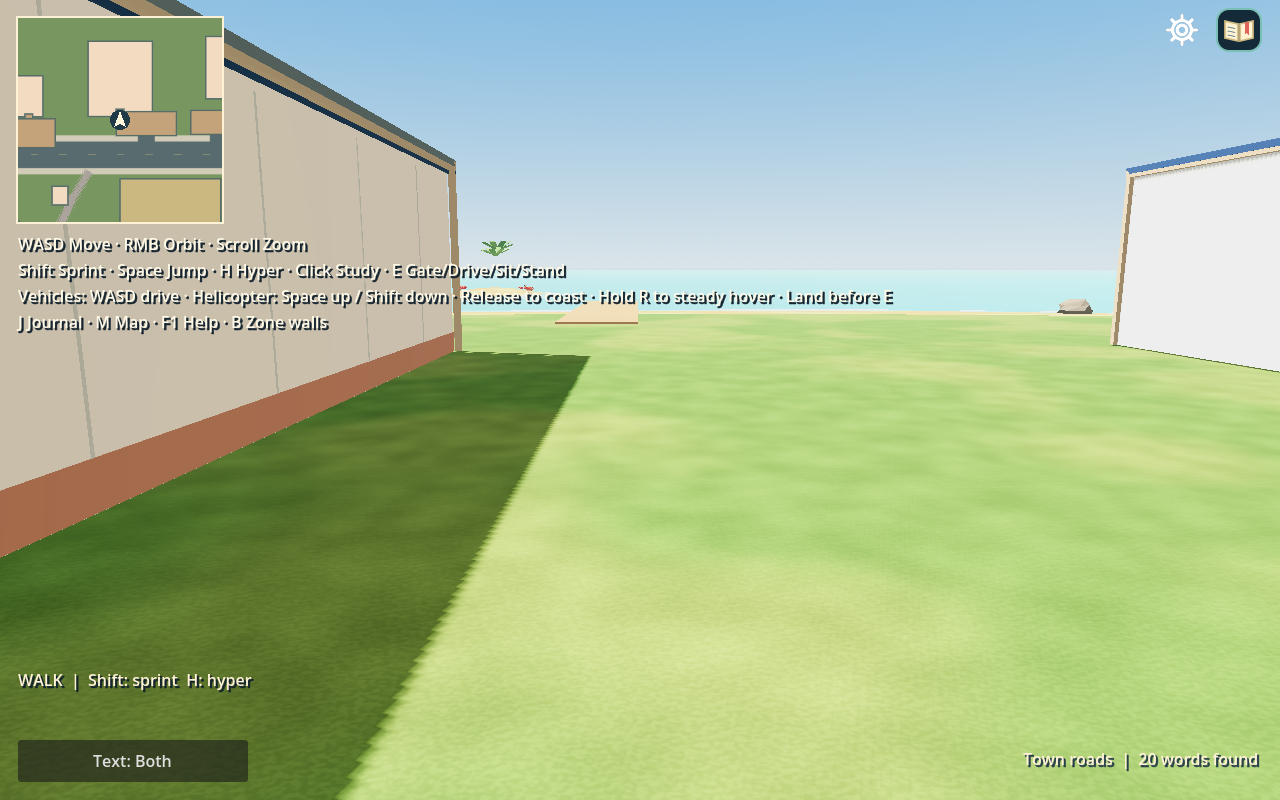 WASD Move · RMB Orbit · Scroll Zoom
Shift Sprint · Space Jump · H Hyper · Click Study · E Gate/Drive/Sit/Stand
Vehicles: WASD drive · Helicopter: Space up / Shift down · Release to coast · Hold R to steady hover · Land before E
J Journal · M Map · F1 Help · B Zone walls
WALK | Shift: sprint H: hyper
Text: Both
Town roads | 20 words found